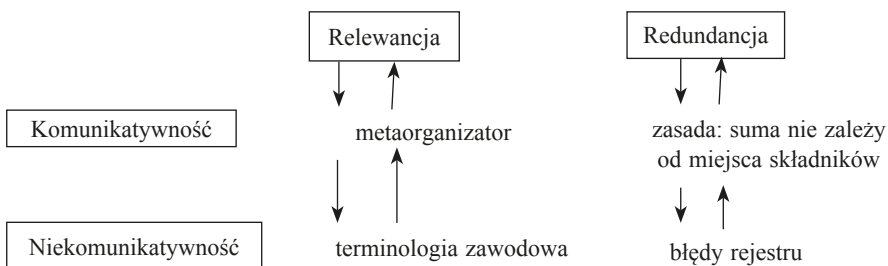 Relewancja
Redundancja
Komunikatywność
metaorganizator
zasada: suma nie zależy
od miejsca składników
Niekomunikatywność
terminologia zawodowa
błędy rejestru